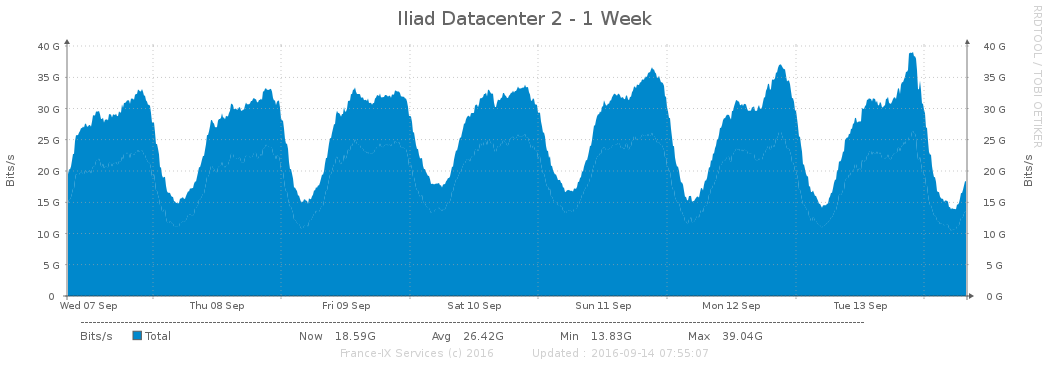 Iliad Datacenter 2 - 1 Week
RRDTOOL / TOBI OETIKER
40 G 40 G
35 G 35 G
30 G 30 G
25 G 25 G
20 G 20 G
15 G 15 G
10 G 10 G
5 G 5 G
0 0 G
Bits/s
Bits/s
Wed 07 Sep Thu 08 Sep Fri 09 Sep Sat 10 Sep Sun 11 Sep Mon 12 Sep Tue 13 Sep
Bits/s Total Now 18.59G Avg 26.42G Min 13.83G Max 39.04G
France-IX Services (c) 2016 Updated : 2016-09-14 07:55:07